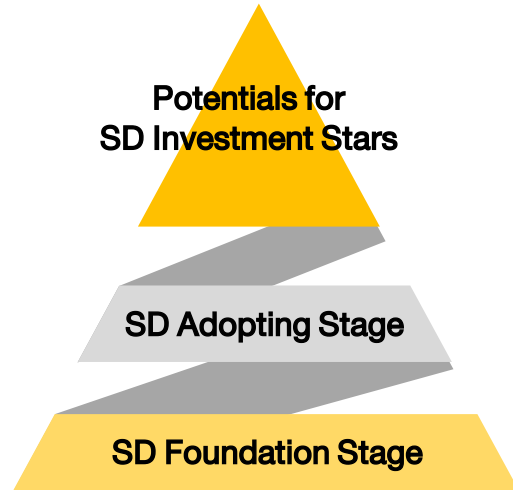 Potentials for
SD Investment Stars
SD Adopting Stage
SD Foundation Stage